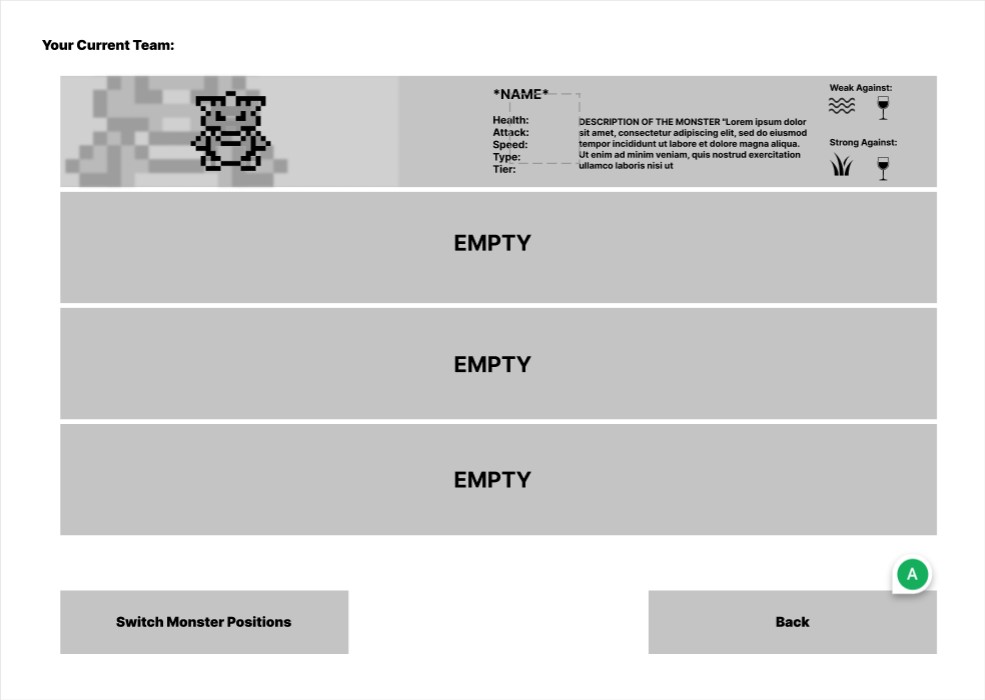 Your Current Team:
*NAME*
Health:
Attack:
Speed:
Type:
Tier:
DESCRIPTION OF THE MONSTER "Lorem ipsum dolor
sit amet, consectetur adipiscing elit, sed do eiusmod
tempor incididunt ut labore et dolore magna aliqua.
Ut enim ad minim veniam, quis nostrud exercitation
ullamco laboris nisi ut
Weak Against:
Strong Against:
EMPTY
EMPTY
EMPTY
A
Switch Monster Positions
Back